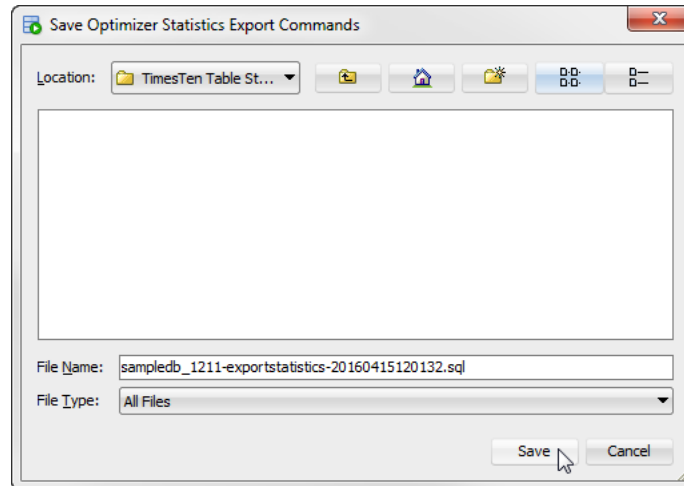 Save Optimizer Statistics Export Commands
Location: TimesTen Table St...
File Name: sampledb_1211-exportstatistics-20160415120132.sql
File Type: All Files
Save Cancel